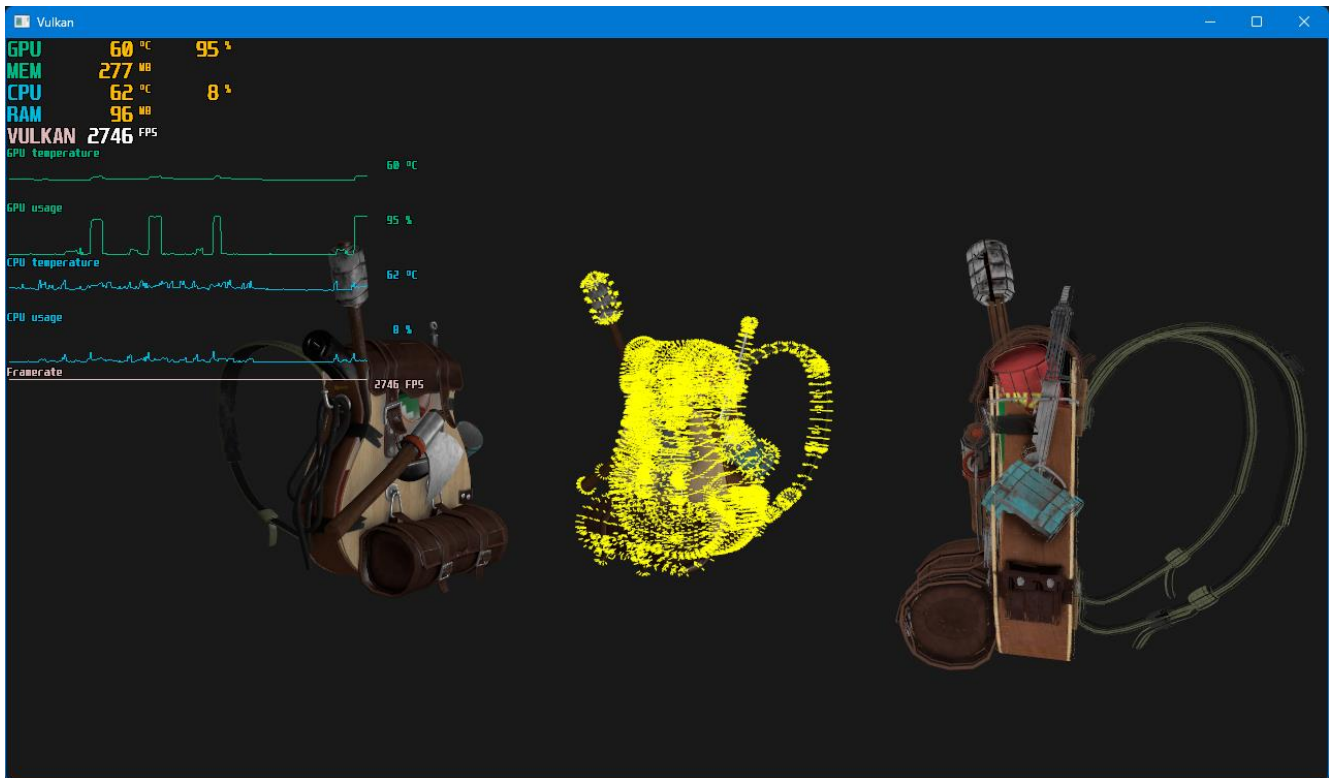 Vulkan
GPU 60 °C 95 %
MEM 277 MB
CPU 62 °C 8 %
RAM 96 MB
VULKAN 2746 FPS
GPU temperature
60 °C
GPU usage
95 %
CPU temperature
62 °C
CPU usage
8 %
Framerate
2746 FPS